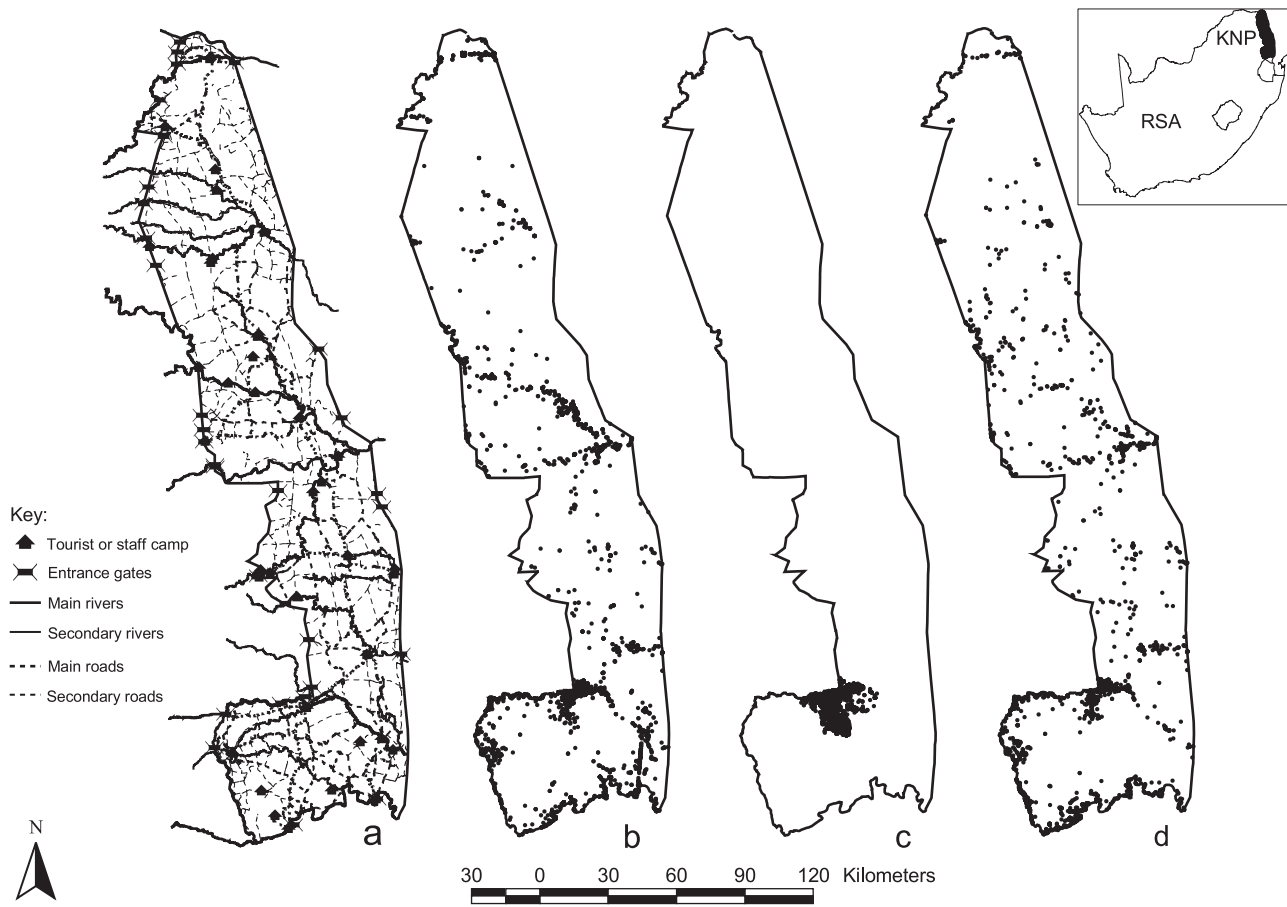 KNP
RSA
Key:
Tourist or staff camp
Entrance gates
Main rivers
Secondary rivers
Main roads
Secondary roads
a
b
c
d
N
30 0 30 60 90 120 Kilometers